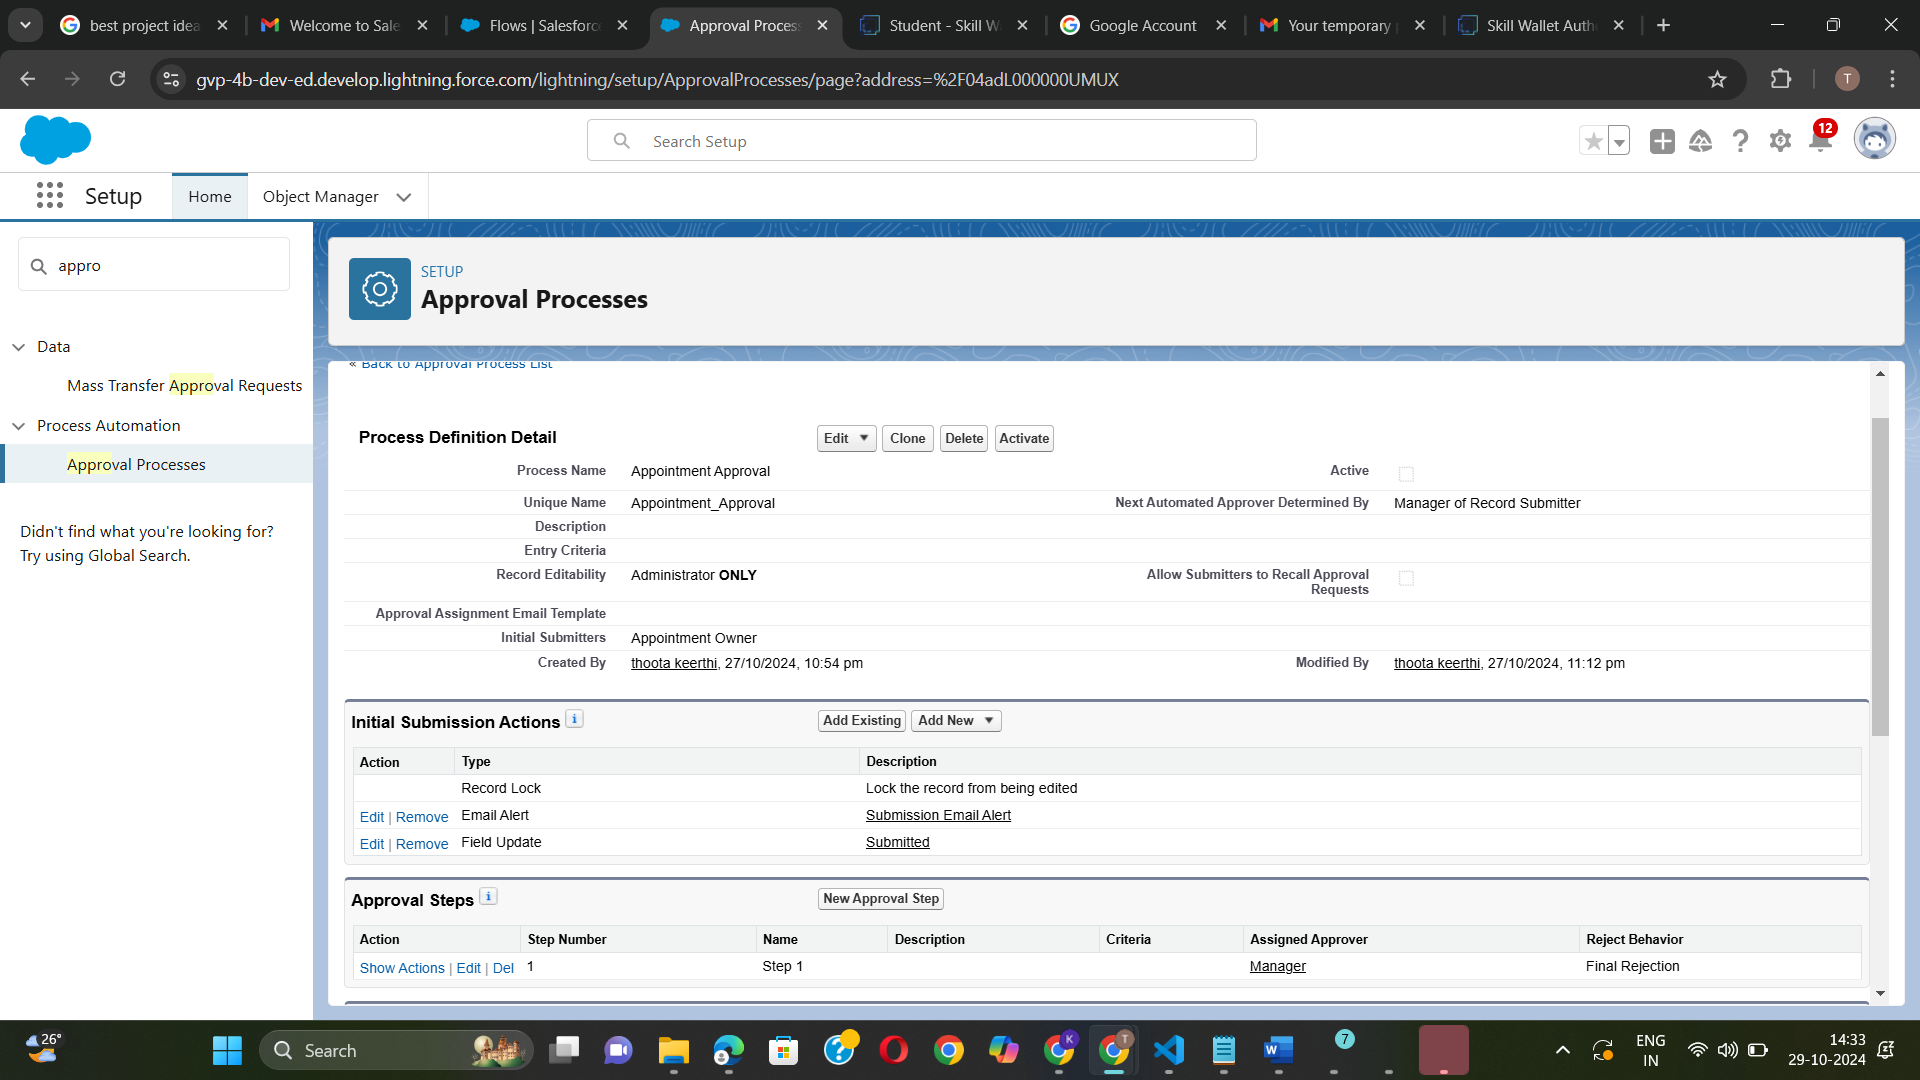 best project idea
Welcome to Sale
Flows | Salesforc
Approval Process
Student - Skill W
Google Account
Your temporary
Skill Wallet Auth
gvp-4b-dev-ed.develop.lightning.force.com/lightning/setup/ApprovalProcesses/page?address=%2F04adL000000UMUX
T
Search Setup
12
Setup
Home
Object Manager
appro
Data
Mass Transfer Approval Requests
Process Automation
Approval Processes
Didn't find what you're looking for?
Try using Global Search.
SETUP
Approval Processes
« Back to Approval Process List
Process Definition Detail
Edit
Clone
Delete
Activate
Process Name Appointment Approval Active
Unique Name Appointment_Approval Next Automated Approver Determined By Manager of Record Submitter
Description
Entry Criteria
Record Editability Administrator ONLY Allow Submitters to Recall Approval
Requests
Approval Assignment Email Template
Initial Submitters Appointment Owner
Created By thoota keerthi, 27/10/2024, 10:54 pm Modified By thoota keerthi, 27/10/2024, 11:12 pm
Initial Submission Actions i Add Existing Add New
Action Type Description
Record Lock Lock the record from being edited
Edit | Remove Email Alert Submission Email Alert
Edit | Remove Field Update Submitted
Approval Steps i New Approval Step
Action Step Number Name Description Criteria Assigned Approver Reject Behavior
Show Actions | Edit | Del 1 Step 1 Manager Final Rejection
26°
Search
K
T
W
7
ENG
IN
14:33
29-10-2024